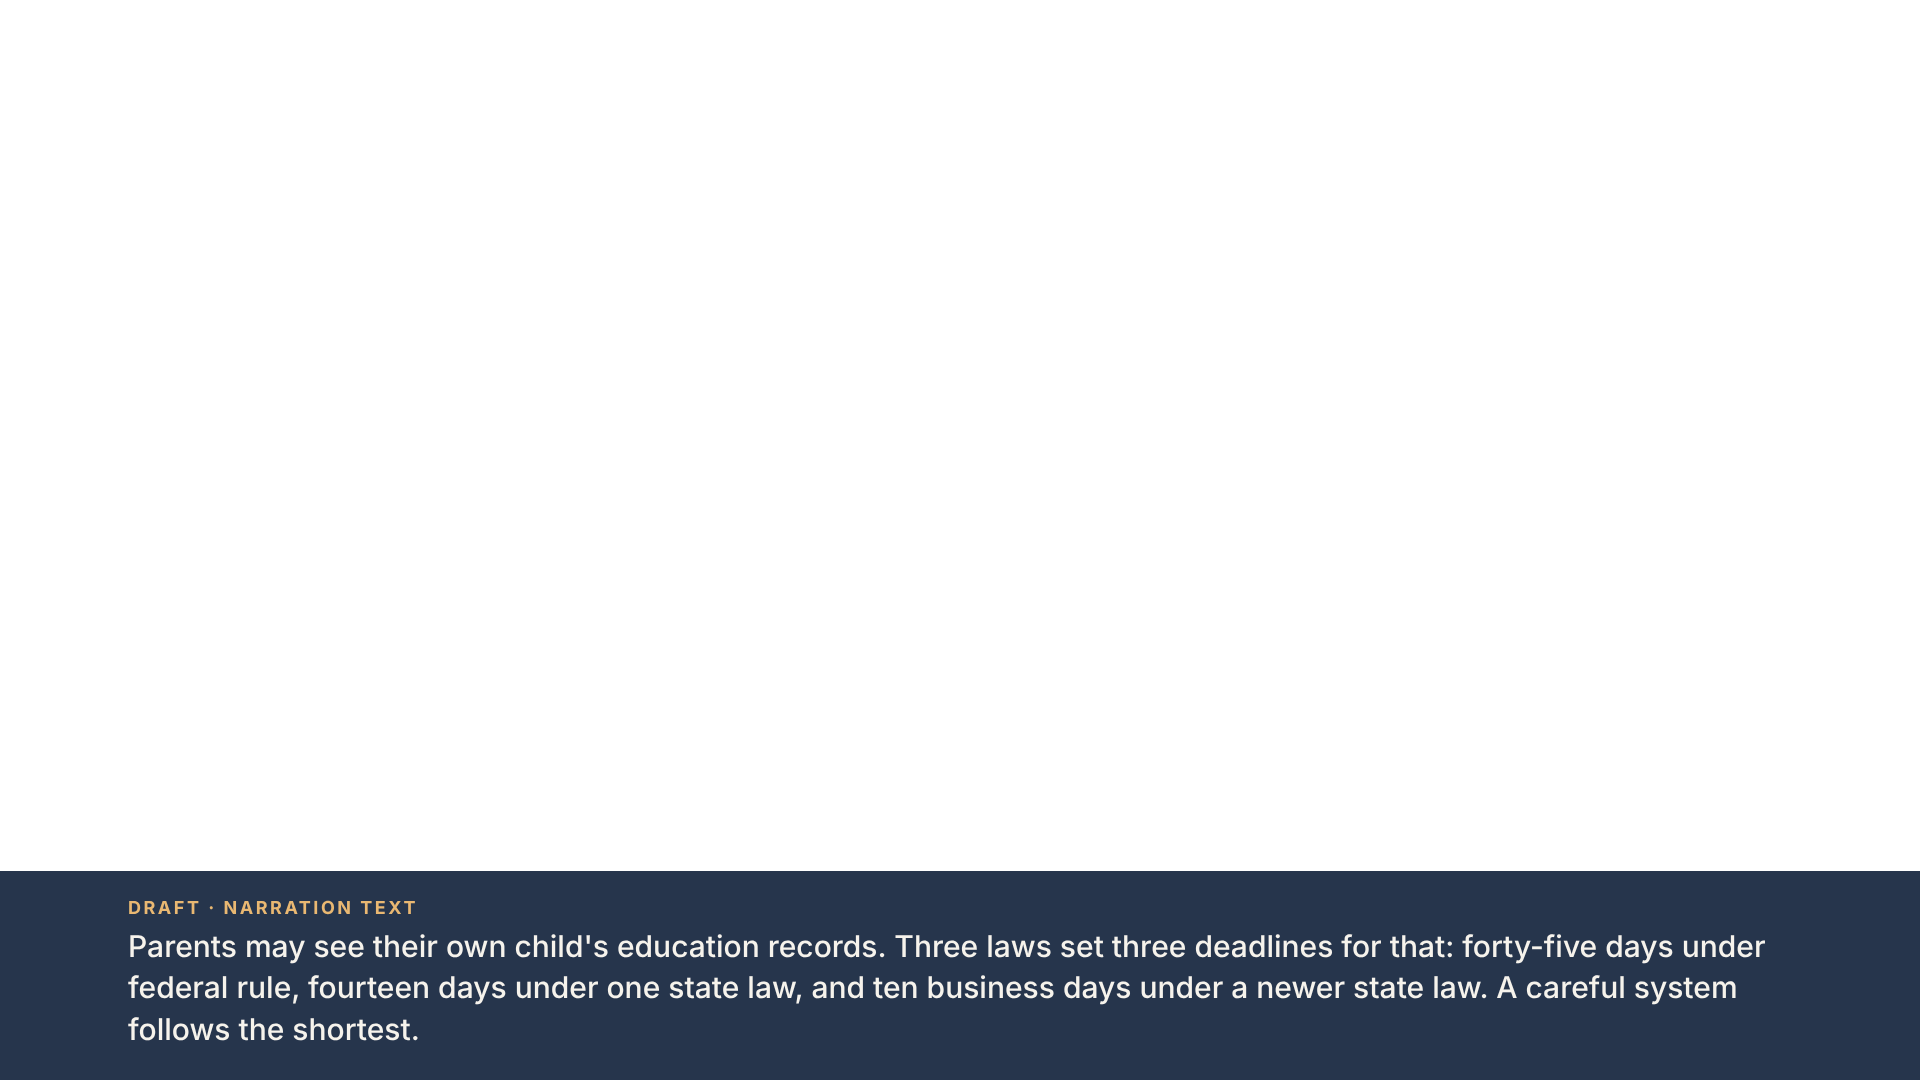 DRAFT · NARRATION TEXT
Parents may see their own child's education records. Three laws set three deadlines for that: forty-five days under
federal rule, fourteen days under one state law, and ten business days under a newer state law. A careful system
follows the shortest.